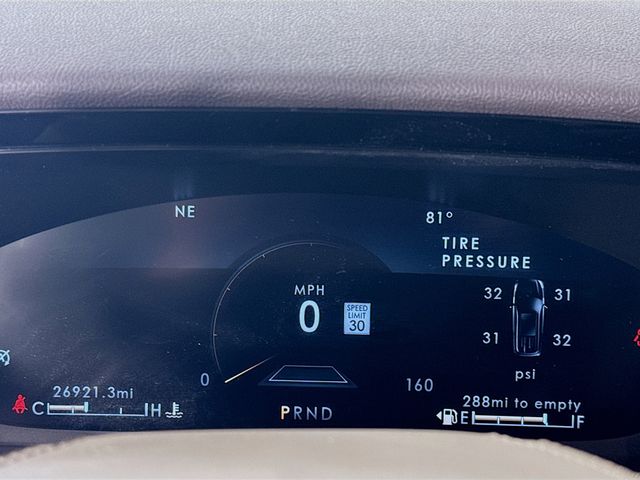 NE
81°
TIRE
PRESSURE
MPH
0
SPEED
LIMIT
30
32 31
31 32
psi
0
160
26921.3mi
C H
PRND
288mi to empty
E F